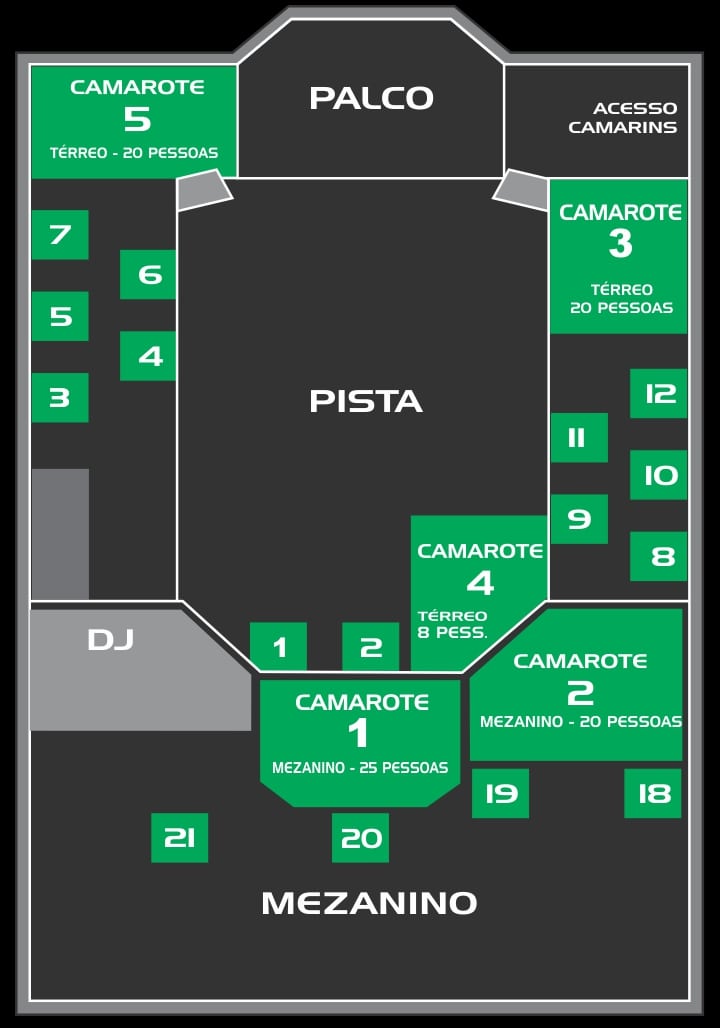 CAMAROTE
5
TÉRREO - 20 PESSOAS
PALCO
ACESSO
CAMARINS
CAMAROTE
3
TÉRREO
20 PESSOAS
7
6
5
4
3
PISTA
12
11
10
9
8
CAMAROTE
4
TÉRREO
8 PESS.
1
2
DJ
CAMAROTE
1
MEZANINO - 25 PESSOAS
CAMAROTE
2
MEZANINO - 20 PESSOAS
19
18
21
20
MEZANINO